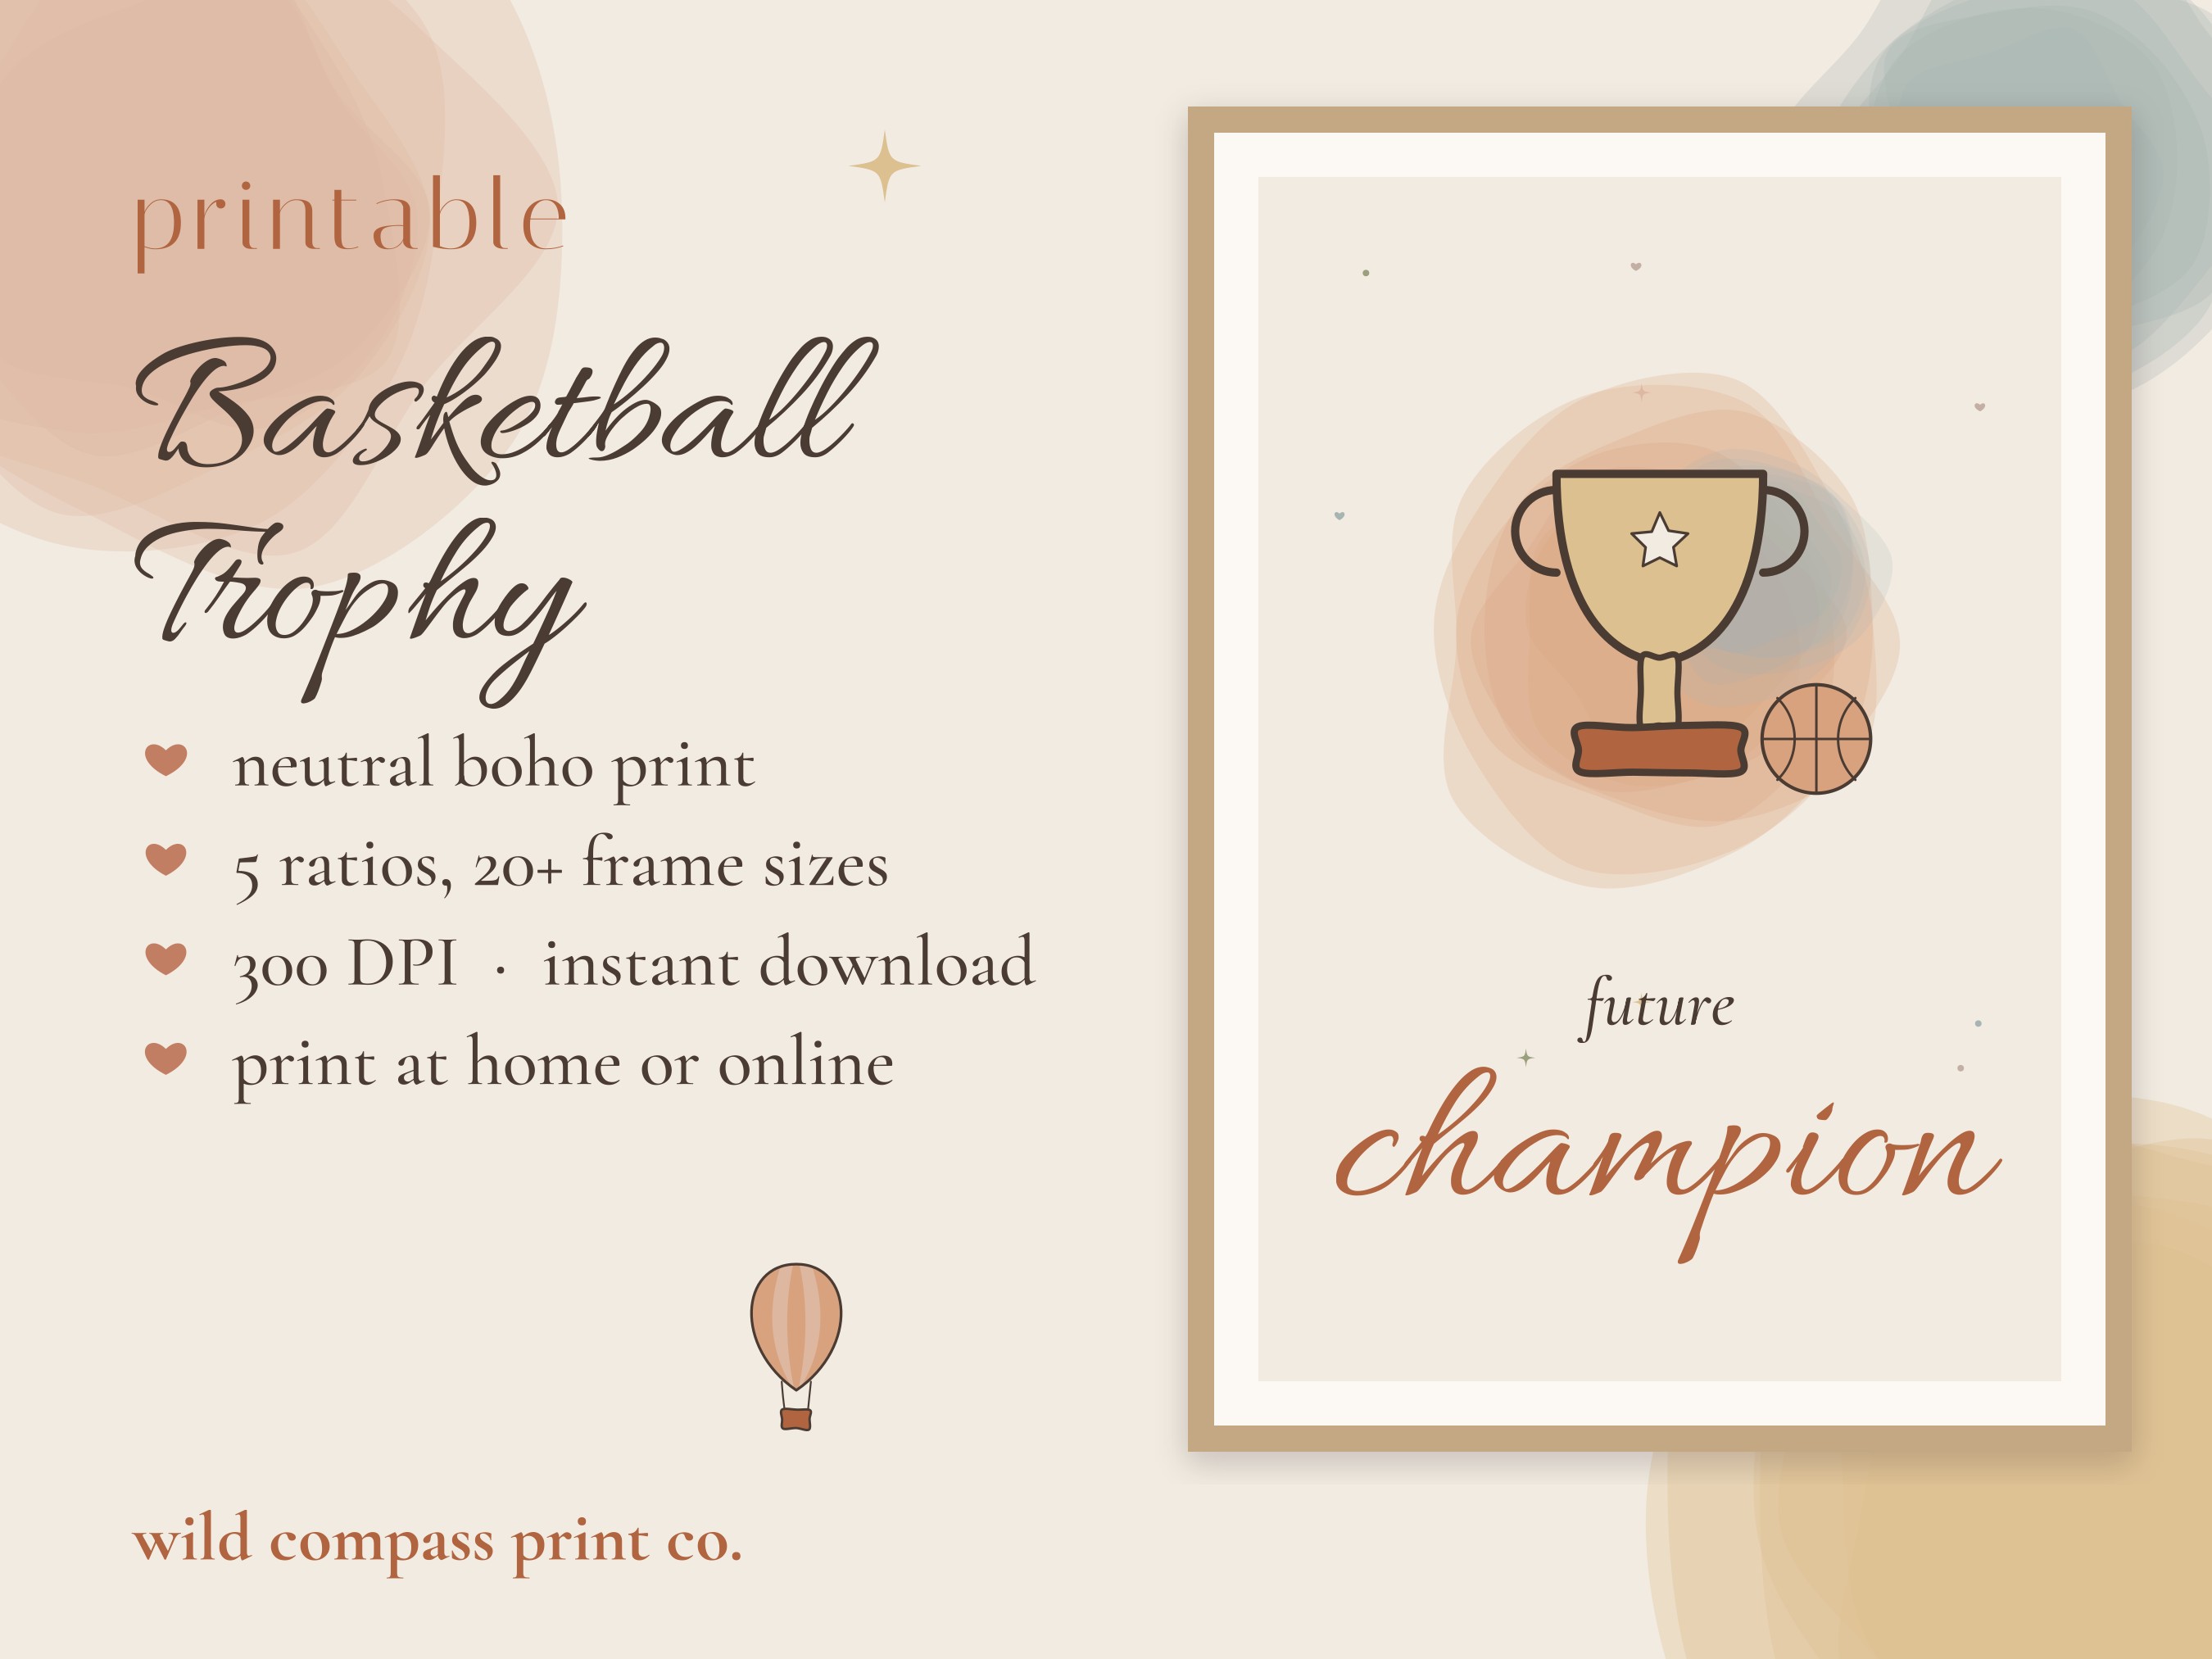 printable
Basketball
Trophy
neutral boho print
5 ratios, 20+ frame sizes
300 DPI · instant download
print at home or online
wild compass print co.
future
champion